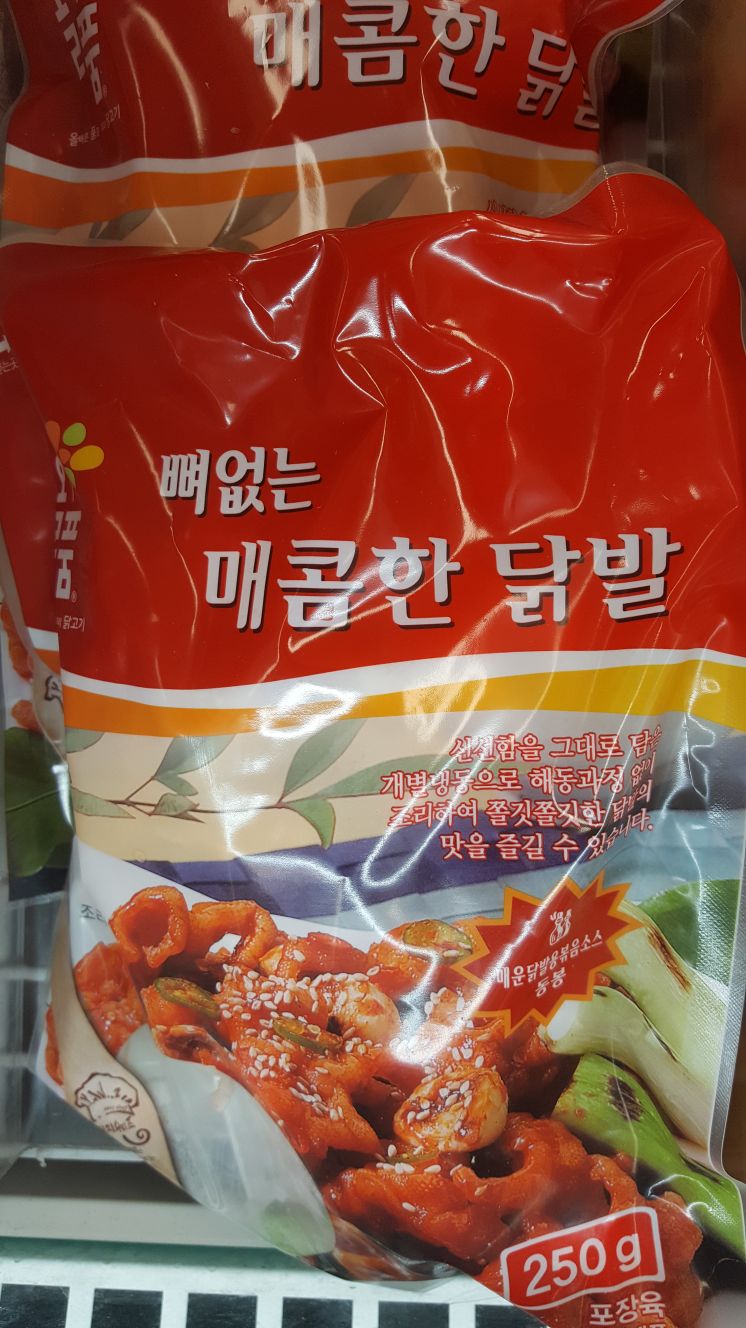 매콤한 닭발
뼈없는
매콤한 닭발
닭고기
신선함을 그대로 담은
개별냉동으로 해동과정 없이
조리하여 쫄깃쫄깃한 닭발의
맛을 즐길 수 있습니다.
매운닭발용볶음소스
동봉
250g
포장육